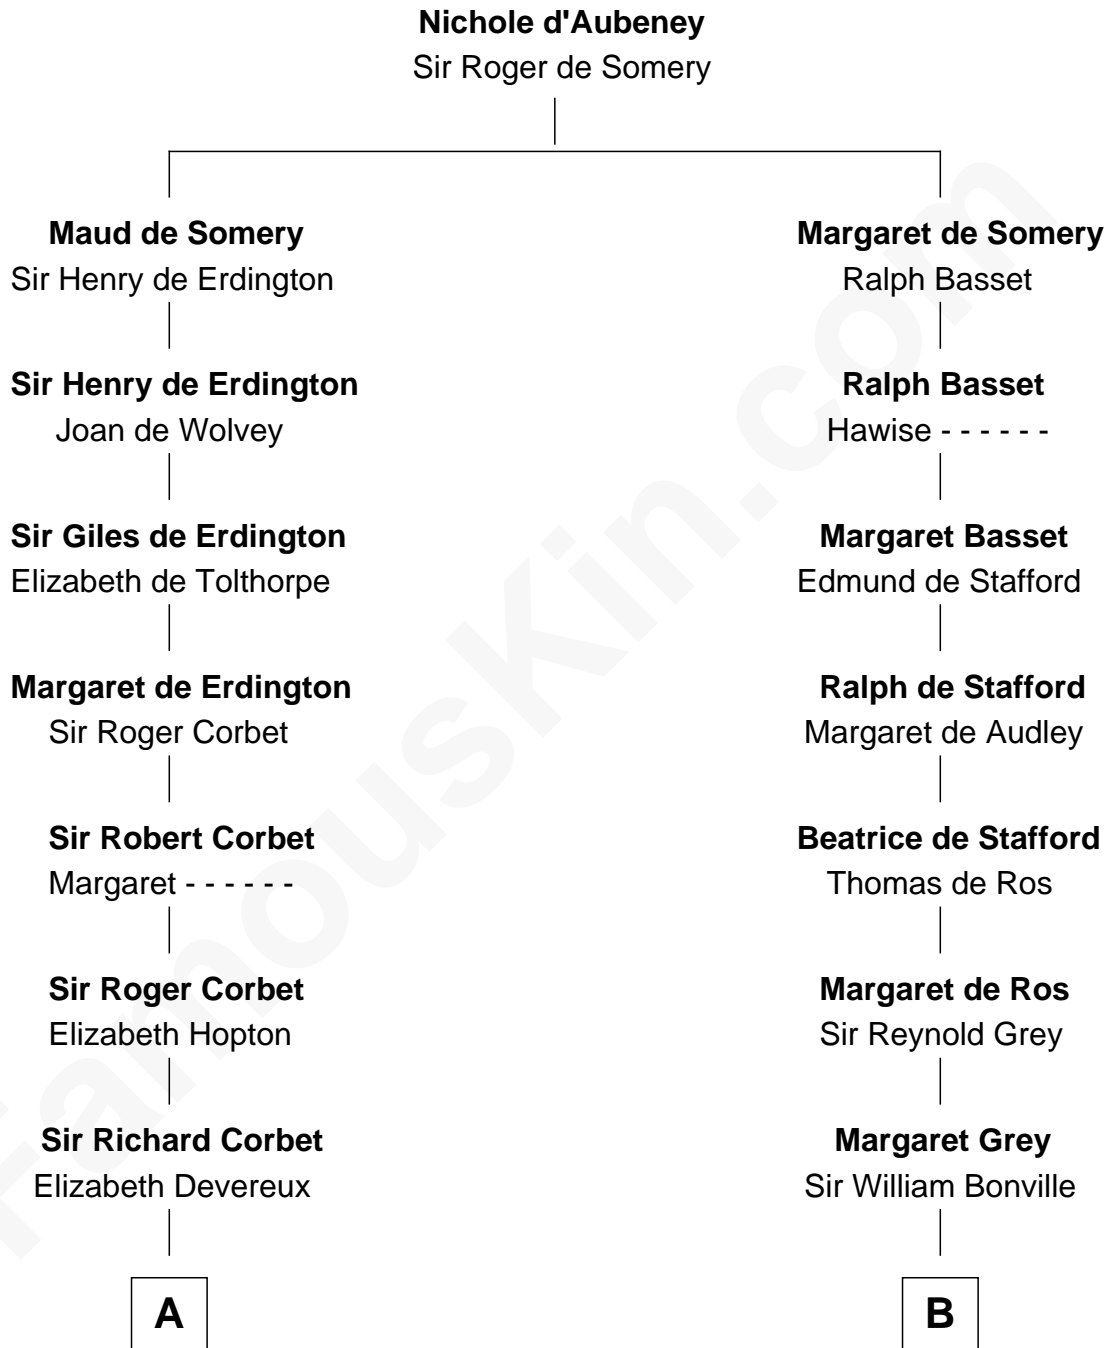 Nichole d'Aubeney
Sir Roger de Somery
Maud de Somery
Sir Henry de Erdington
Margaret de Somery
Ralph Basset
Sir Henry de Erdington
Joan de Wolvey
Ralph Basset
Hawise - - - - - -
Sir Giles de Erdington
Elizabeth de Tolthorpe
Margaret Basset
Edmund de Stafford
Margaret de Erdington
Sir Roger Corbet
Ralph de Stafford
Margaret de Audley
Sir Robert Corbet
Margaret - - - - - -
Beatrice de Stafford
Thomas de Ros
Sir Roger Corbet
Elizabeth Hopton
Margaret de Ros
Sir Reynold Grey
Sir Richard Corbet
Elizabeth Devereux
Margaret Grey
Sir William Bonville
A
B
FamousKin.com